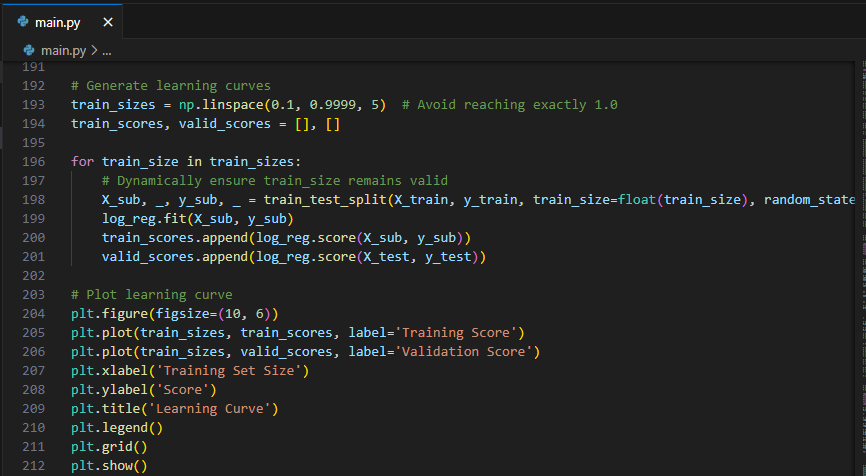 main.py
main.py > ...
191
192 # Generate learning curves
193 train_sizes = np.linspace(0.1, 0.9999, 5)  # Avoid reaching exactly 1.0
194 train_scores, valid_scores = [], []
195
196 for train_size in train_sizes:
197     # Dynamically ensure train_size remains valid
198     X_sub, _, y_sub, _ = train_test_split(X_train, y_train, train_size=float(train_size), random_state
199     log_reg.fit(X_sub, y_sub)
200     train_scores.append(log_reg.score(X_sub, y_sub))
201     valid_scores.append(log_reg.score(X_test, y_test))
202
203 # Plot learning curve
204 plt.figure(figsize=(10, 6))
205 plt.plot(train_sizes, train_scores, label='Training Score')
206 plt.plot(train_sizes, valid_scores, label='Validation Score')
207 plt.xlabel('Training Set Size')
208 plt.ylabel('Score')
209 plt.title('Learning Curve')
210 plt.legend()
211 plt.grid()
212 plt.show()